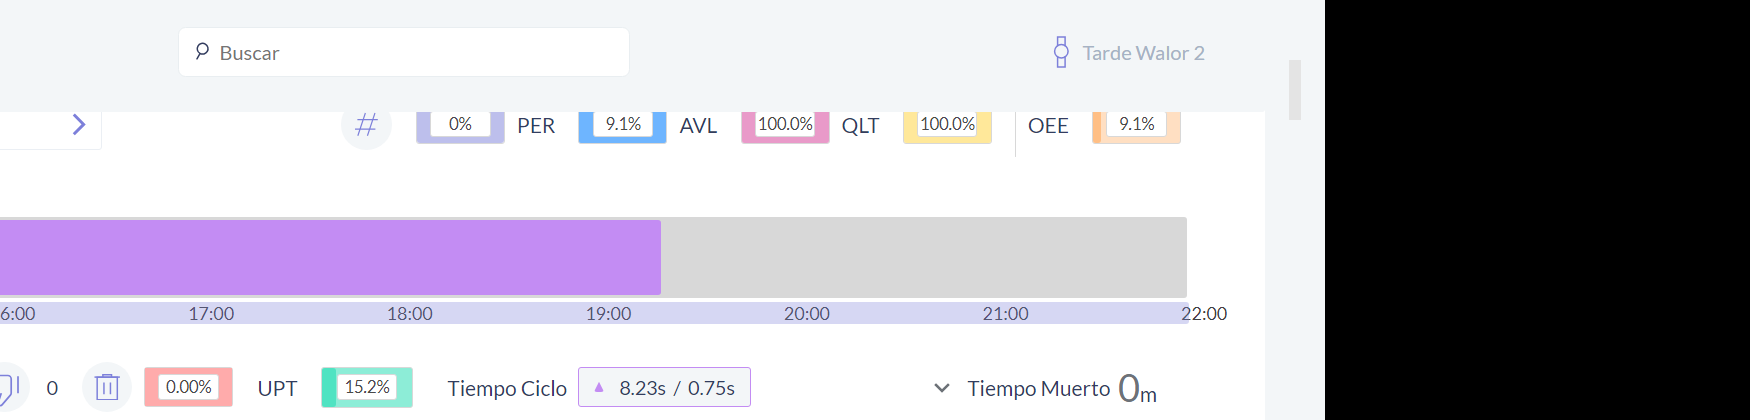 Buscar Tarde Walor 2
# 0% PER 9.1% AVL 100.0% QLT 100.0% OEE 9.1%
6:00 17:00 18:00 19:00 20:00 21:00 22:00
0 0.00% UPT 15.2% Tiempo Ciclo 8.23s / 0.75s Tiempo Muerto 0m